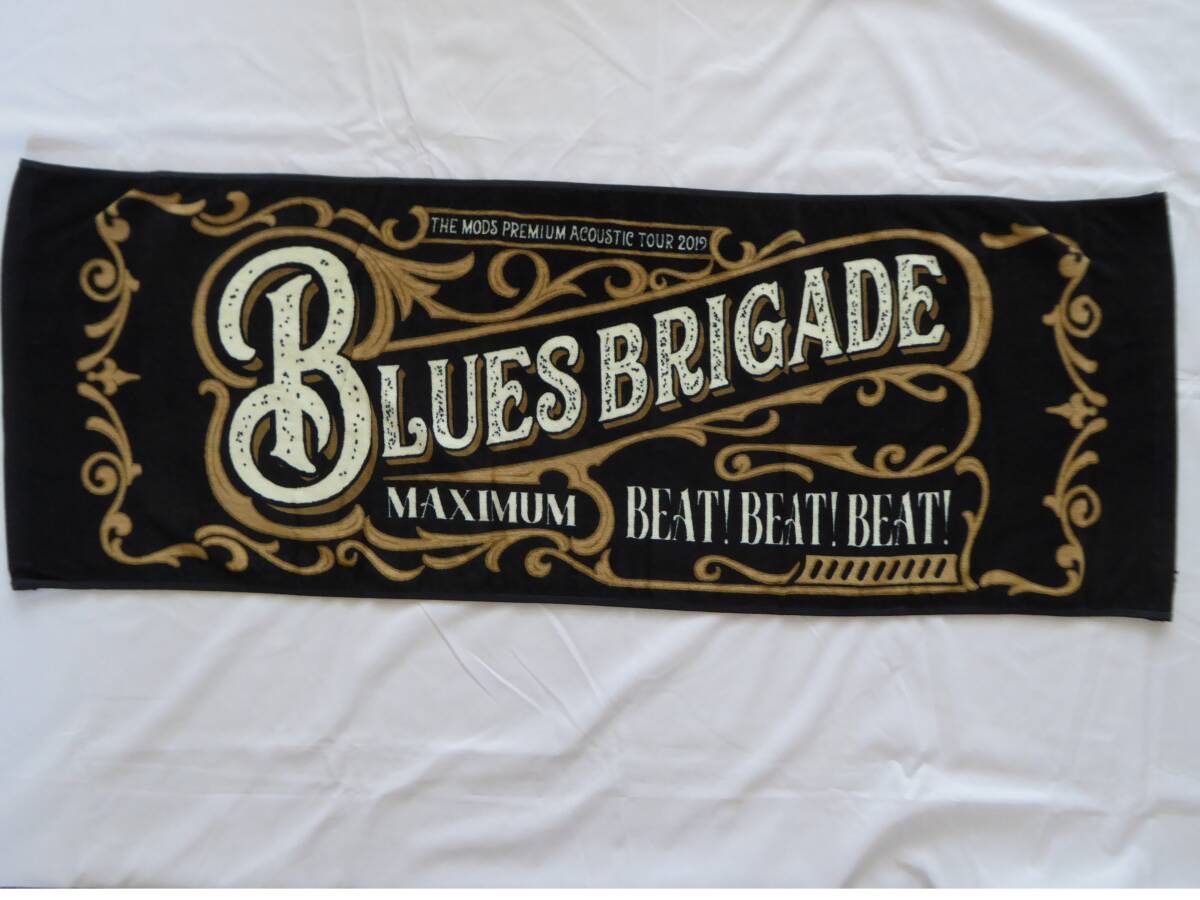 THE MODS PREMIUM ACOUSTIC TOUR 2019
BLUES BRIGADE
MAXIMUM BEAT! BEAT! BEAT!